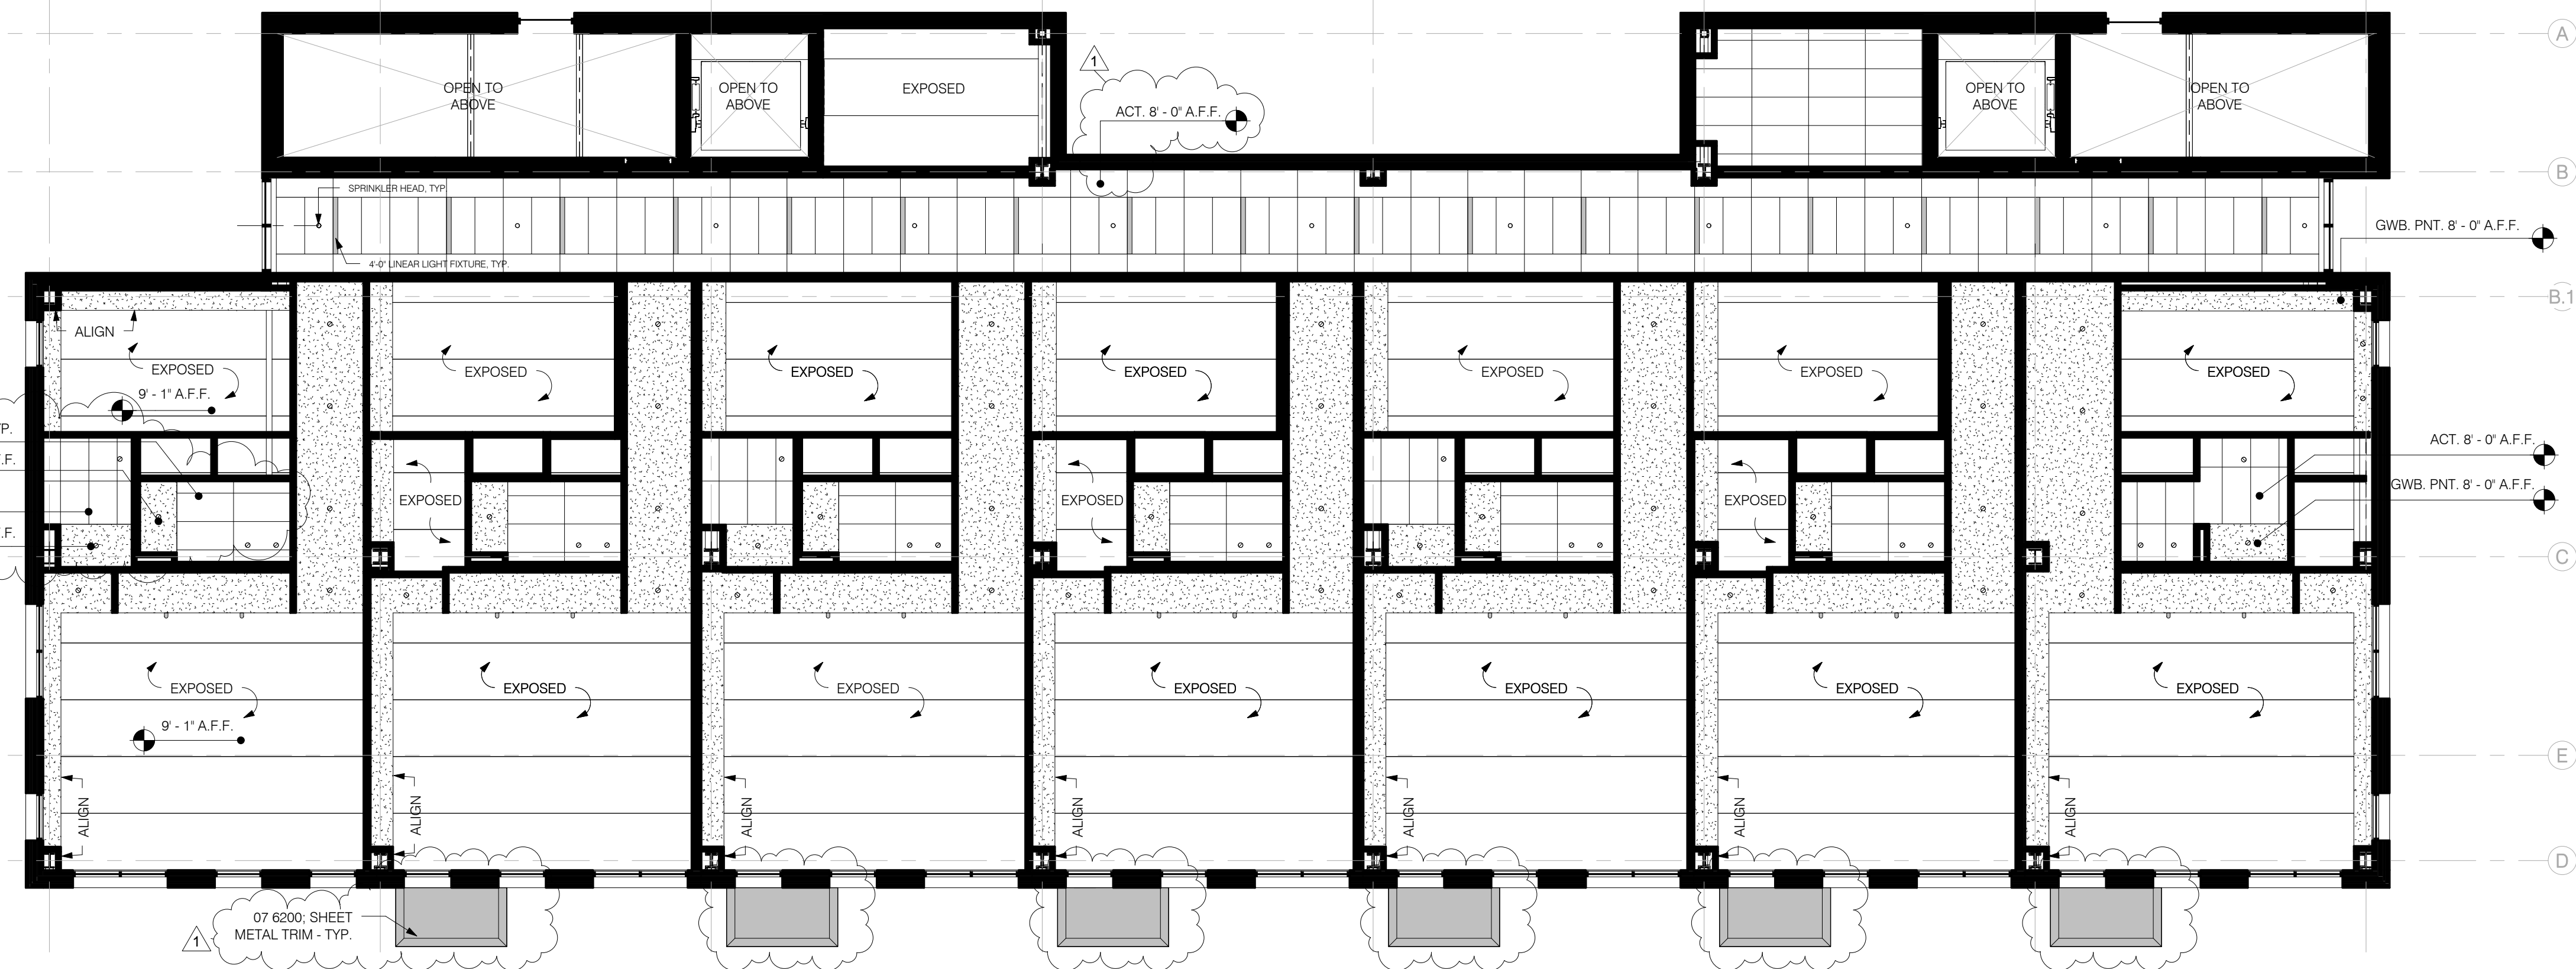 A
OPEN TO
ABOVE
OPEN TO
ABOVE
EXPOSED
1
ACT. 8' - 0" A.F.F.
OPEN TO
ABOVE
OPEN TO
ABOVE
B
SPRINKLER HEAD, TYP
4'-0" LINEAR LIGHT FIXTURE, TYP.
GWB. PNT. 8' - 0" A.F.F.
B.1
ALIGN
EXPOSED
9' - 1" A.F.F.
EXPOSED
EXPOSED
EXPOSED
EXPOSED
EXPOSED
EXPOSED
YP.
F.F.
F.F.
EXPOSED
EXPOSED
EXPOSED
ACT. 8' - 0" A.F.F.
GWB. PNT. 8' - 0" A.F.F.
C
EXPOSED
9' - 1" A.F.F.
EXPOSED
EXPOSED
EXPOSED
EXPOSED
EXPOSED
EXPOSED
E
ALIGN
ALIGN
ALIGN
ALIGN
ALIGN
ALIGN
ALIGN
D
07 6200; SHEET
METAL TRIM - TYP.
1